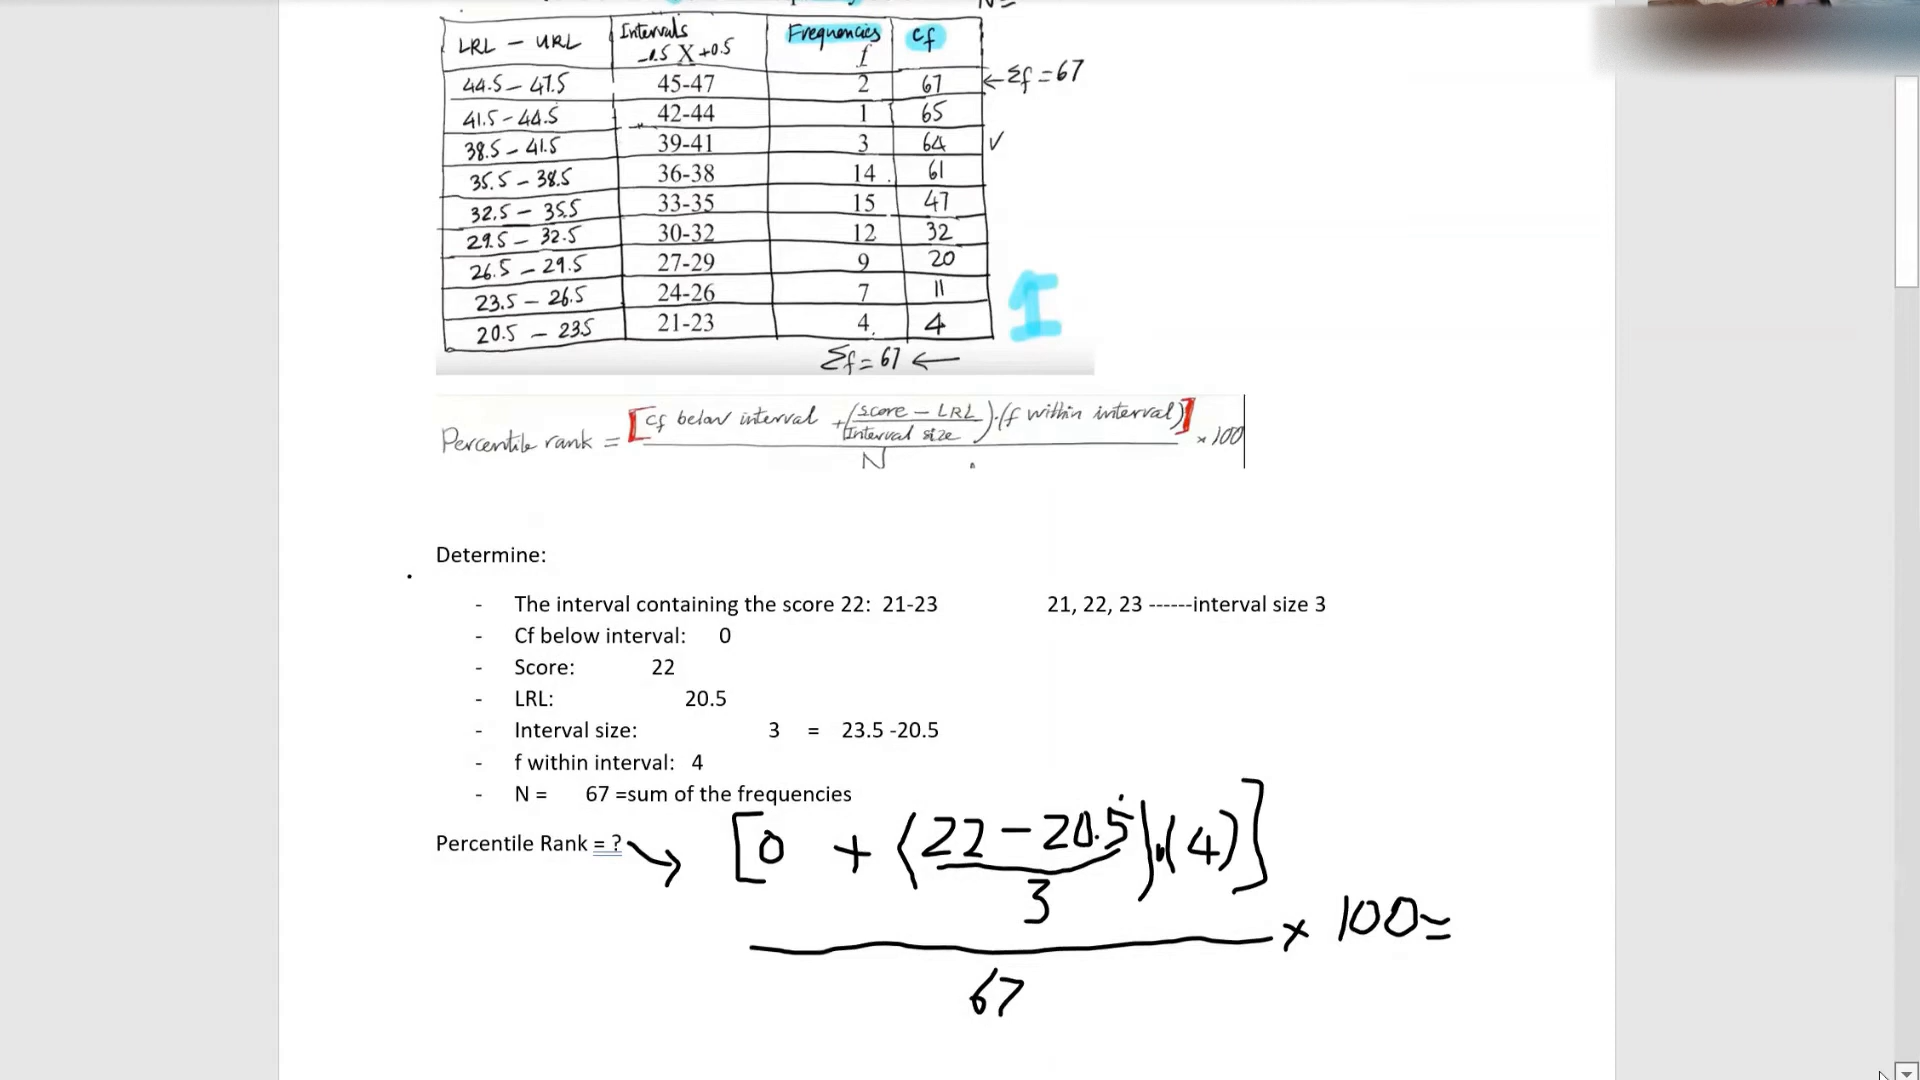 N=
LRL - URL Intervals -0.5 X +0.5 Frequencies f cf
44.5 - 47.5 45-47 2 67 ← Σf = 67
41.5 - 44.5 42-44 1 65
38.5 - 41.5 39-41 3 64 ✓
35.5 - 38.5 36-38 14 61
32.5 - 35.5 33-35 15 47
29.5 - 32.5 30-32 12 32
26.5 - 29.5 27-29 9 20
23.5 - 26.5 24-26 7 11
20.5 - 23.5 21-23 4 4
Σf = 67 ←
I
Percentile rank = [cf below interval + (score - LRL / Interval size)·(f within interval)] / N × 100
Determine:
- The interval containing the score 22: 21-23 21, 22, 23 ------interval size 3
- Cf below interval: 0
- Score: 22
- LRL: 20.5
- Interval size: 3 = 23.5 -20.5
- f within interval: 4
- N = 67 =sum of the frequencies
Percentile Rank = ? → [0 + (22 - 20.5 / 3)·(4)] / 67 × 100 =